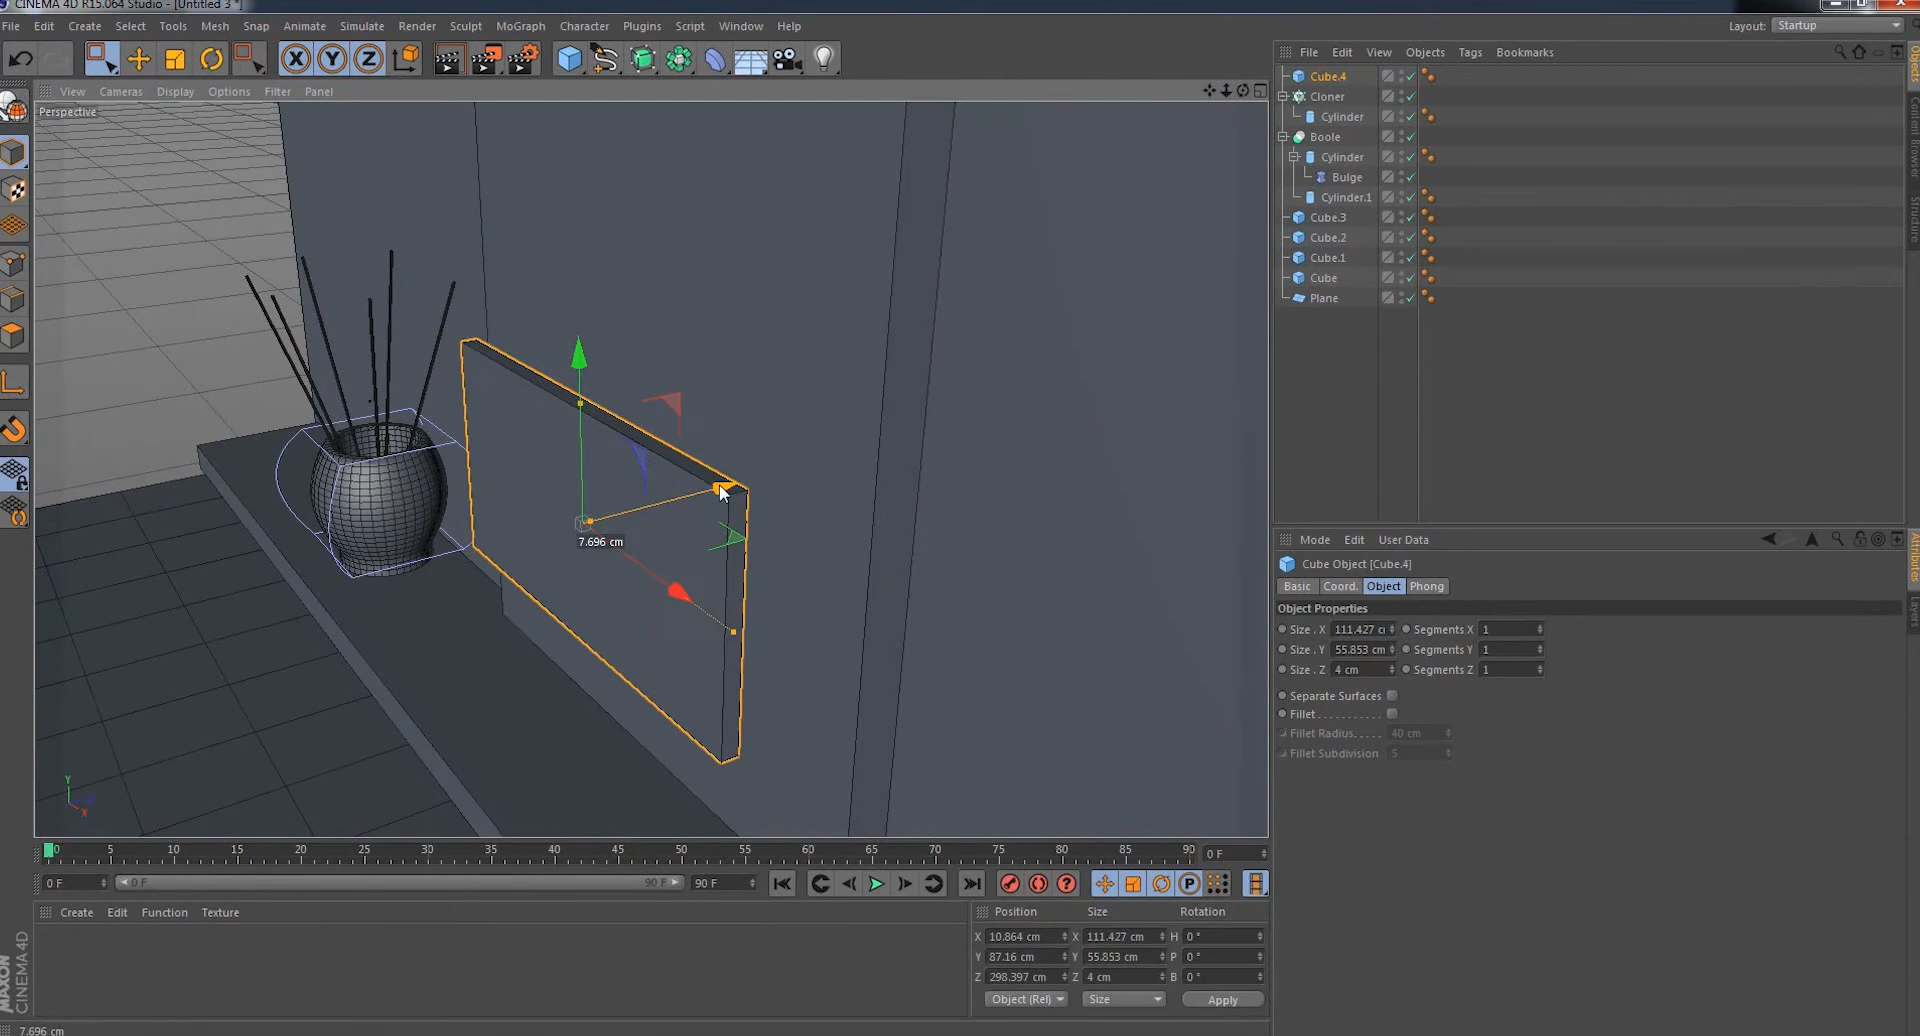 CINEMA 4D R15.064 Studio - [Untitled 3 *]
File Edit Create Select Tools Mesh Snap Animate Simulate Render Sculpt MoGraph Character Plugins Script Window Help
Layout: Startup
X Y Z
File Edit View Objects Tags Bookmarks
View Cameras Display Options Filter Panel
Perspective
Cube.4
Cloner
Cylinder
Boole
Cylinder
Bulge
Cylinder.1
Cube.3
Cube.2
Cube.1
Cube
Plane
Objects
Content Browser
Structure
7.696 cm
Y
Z
X
Mode Edit User Data
Cube Object [Cube.4]
Basic Coord. Object Phong
Object Properties
Size . X 111.427 c Segments X 1
Size . Y 55.853 cm Segments Y 1
Size . Z 4 cm Segments Z 1
Separate Surfaces
Fillet . . . . . . . . . .
Fillet Radius. . . . . 40 cm
Fillet Subdivision 5
Attributes
Layers
0 5 10 15 20 25 30 35 40 45 50 55 60 65 70 75 80 85 90 0 F
0 F 0 F 90 F 90 F
? P
Create Edit Function Texture
Position Size Rotation
X 10.864 cm X 111.427 cm H 0 °
Y 87.16 cm Y 55.853 cm P 0 °
Z 298.397 cm Z 4 cm B 0 °
Object (Rel) Size Apply
MAXON
CINEMA 4D
7.696 cm